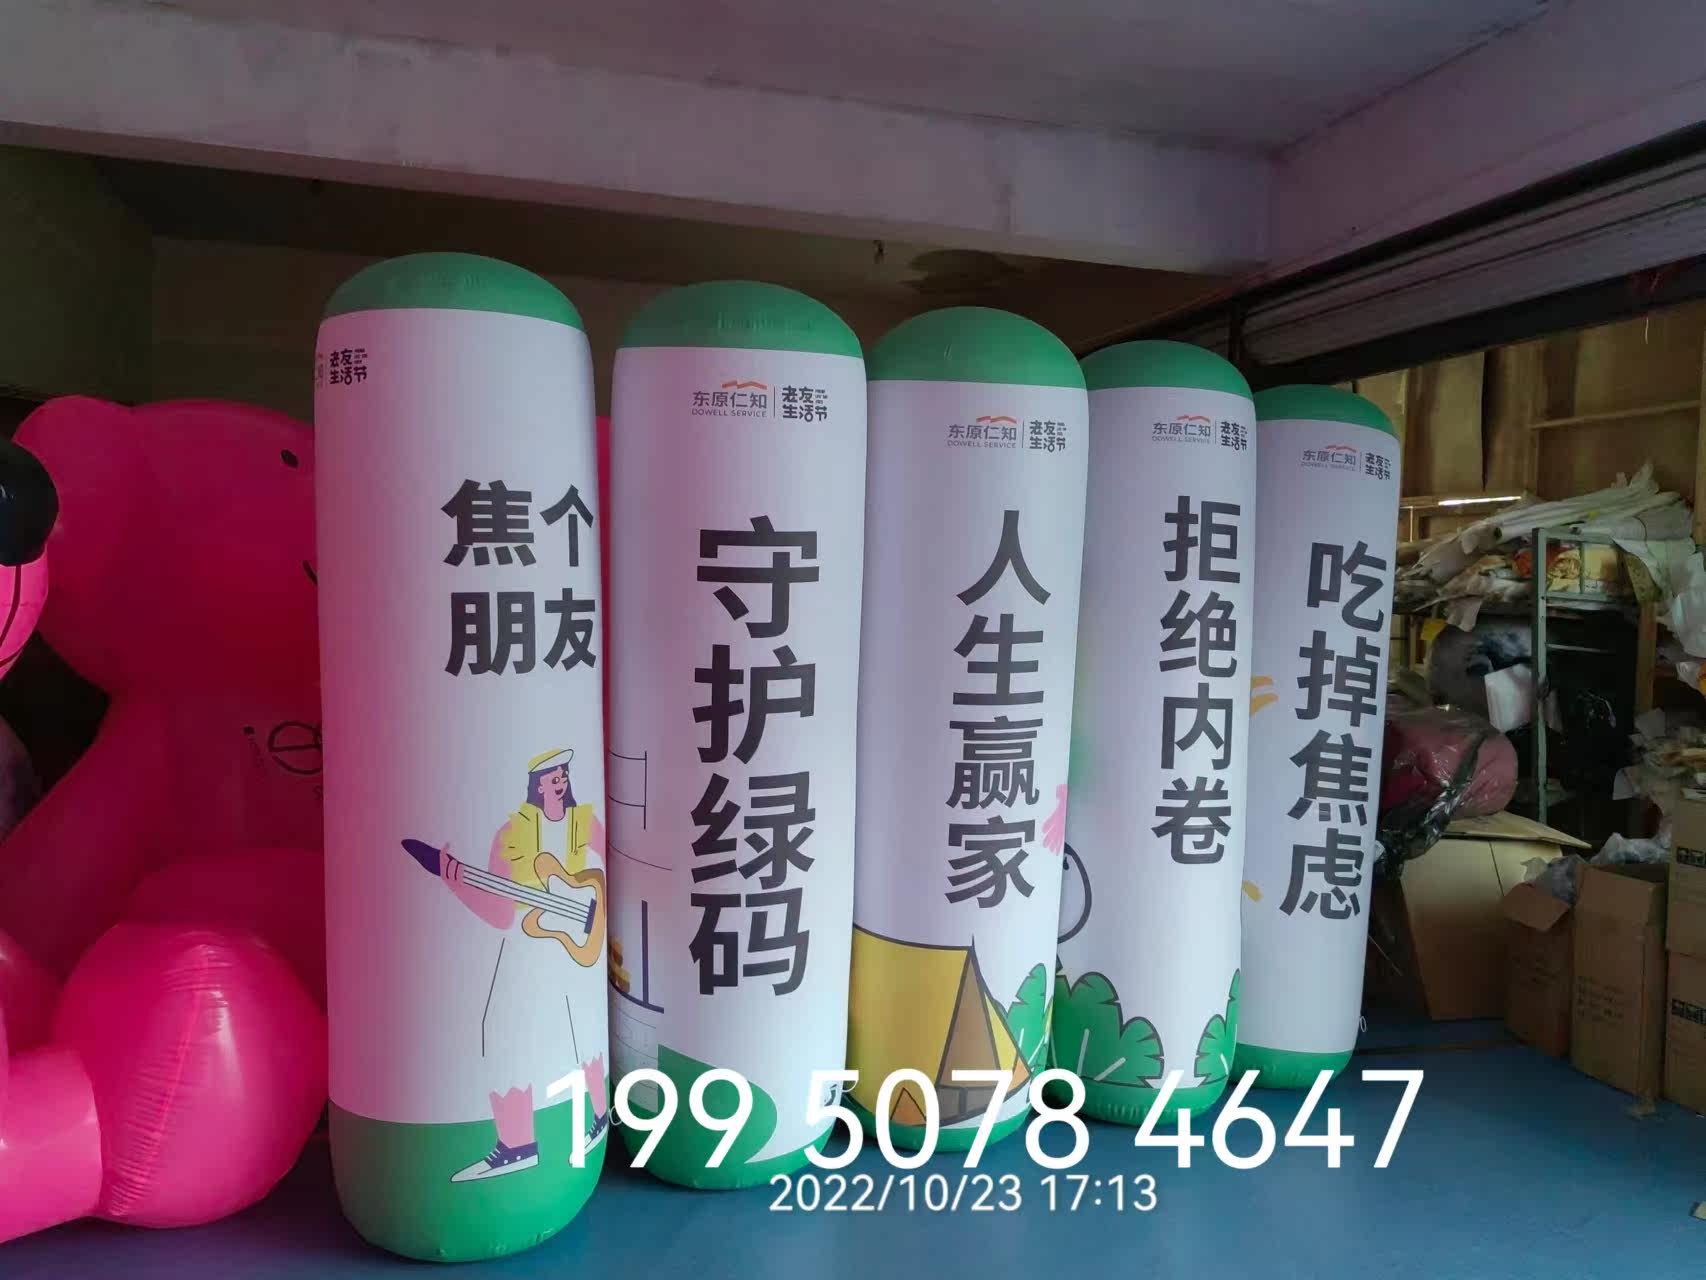 老友
生活节
焦个
朋友
东原仁知
DOWELL SERVICE
老友
生活节
守护绿码
东原仁知
DOWELL SERVICE
老友
生活节
人生赢家
东原仁知
DOWELL SERVICE
老友
生活节
拒绝内卷
东原仁知
DOWELL SERVICE
老友
生活节
吃掉焦虑
199 5078 4647
2022/10/23 17:13